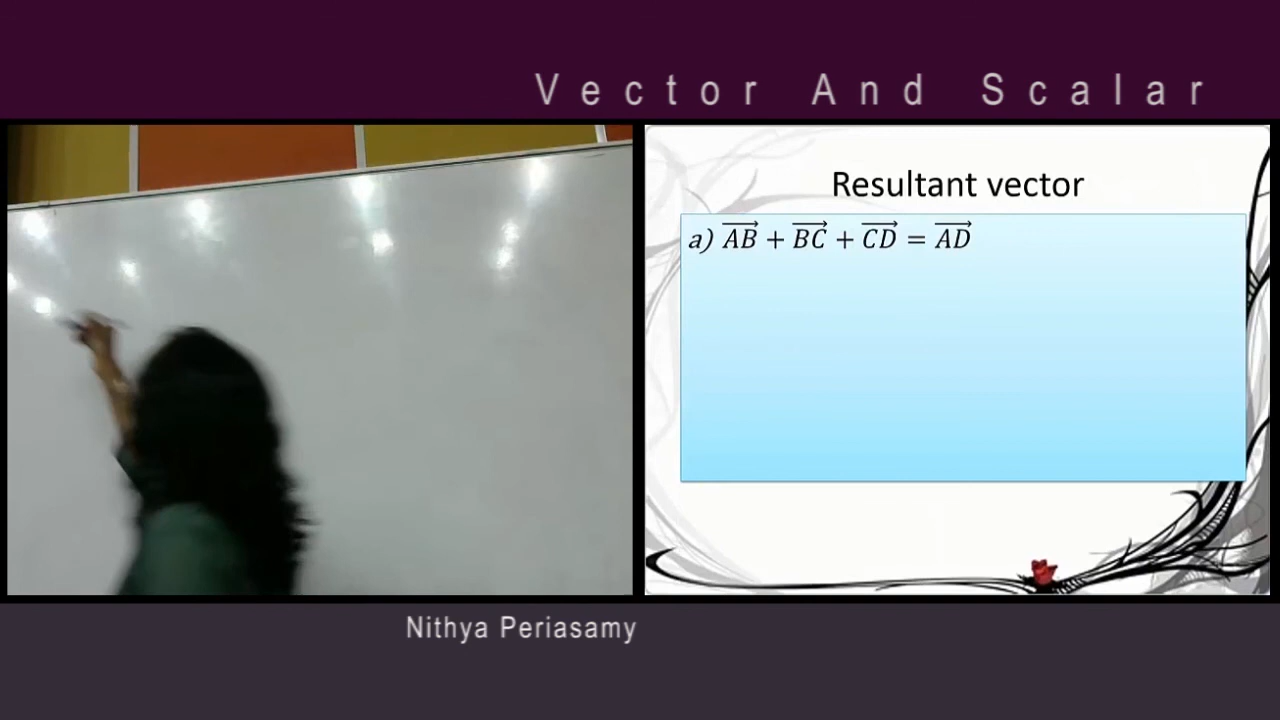 Vector And Scalar
Resultant vector
a) $\overrightarrow{AB} + \overrightarrow{BC} + \overrightarrow{CD} = \overrightarrow{AD}$
Nithya Periasamy